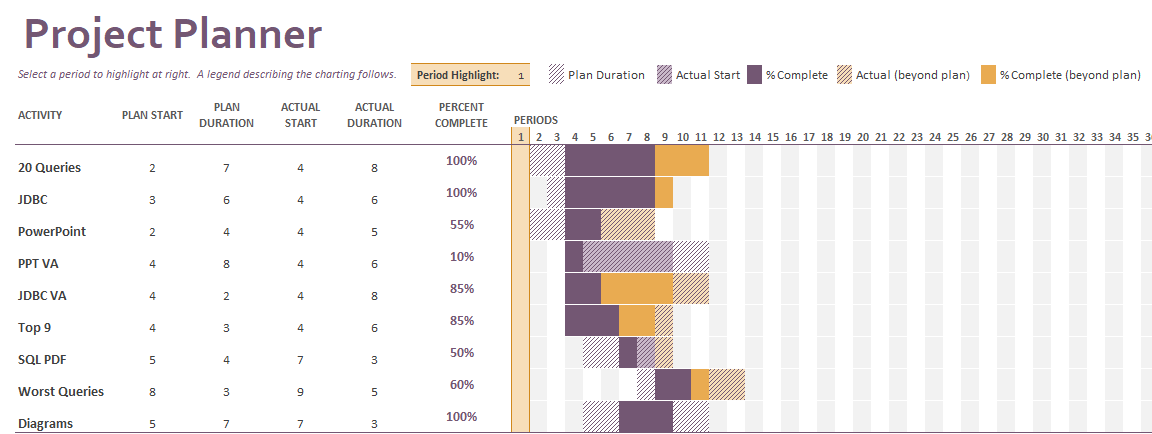 Project Planner
Select a period to highlight at right.  A legend describing the charting follows.
Period Highlight: 1
Plan Duration
Actual Start
% Complete
Actual (beyond plan)
% Complete (beyond plan)
ACTIVITY PLAN START PLAN DURATION ACTUAL START ACTUAL DURATION PERCENT COMPLETE PERIODS
1 2 3 4 5 6 7 8 9 10 11 12 13 14 15 16 17 18 19 20 21 22 23 24 25 26 27 28 29 30 31 32 33 34 35
20 Queries 2 7 4 8 100%
JDBC 3 6 4 6 100%
PowerPoint 2 4 4 5 55%
PPT VA 4 8 4 6 10%
JDBC VA 4 2 4 8 85%
Top 9 4 3 4 6 85%
SQL PDF 5 4 7 3 50%
Worst Queries 8 3 9 5 60%
Diagrams 5 7 7 3 100%